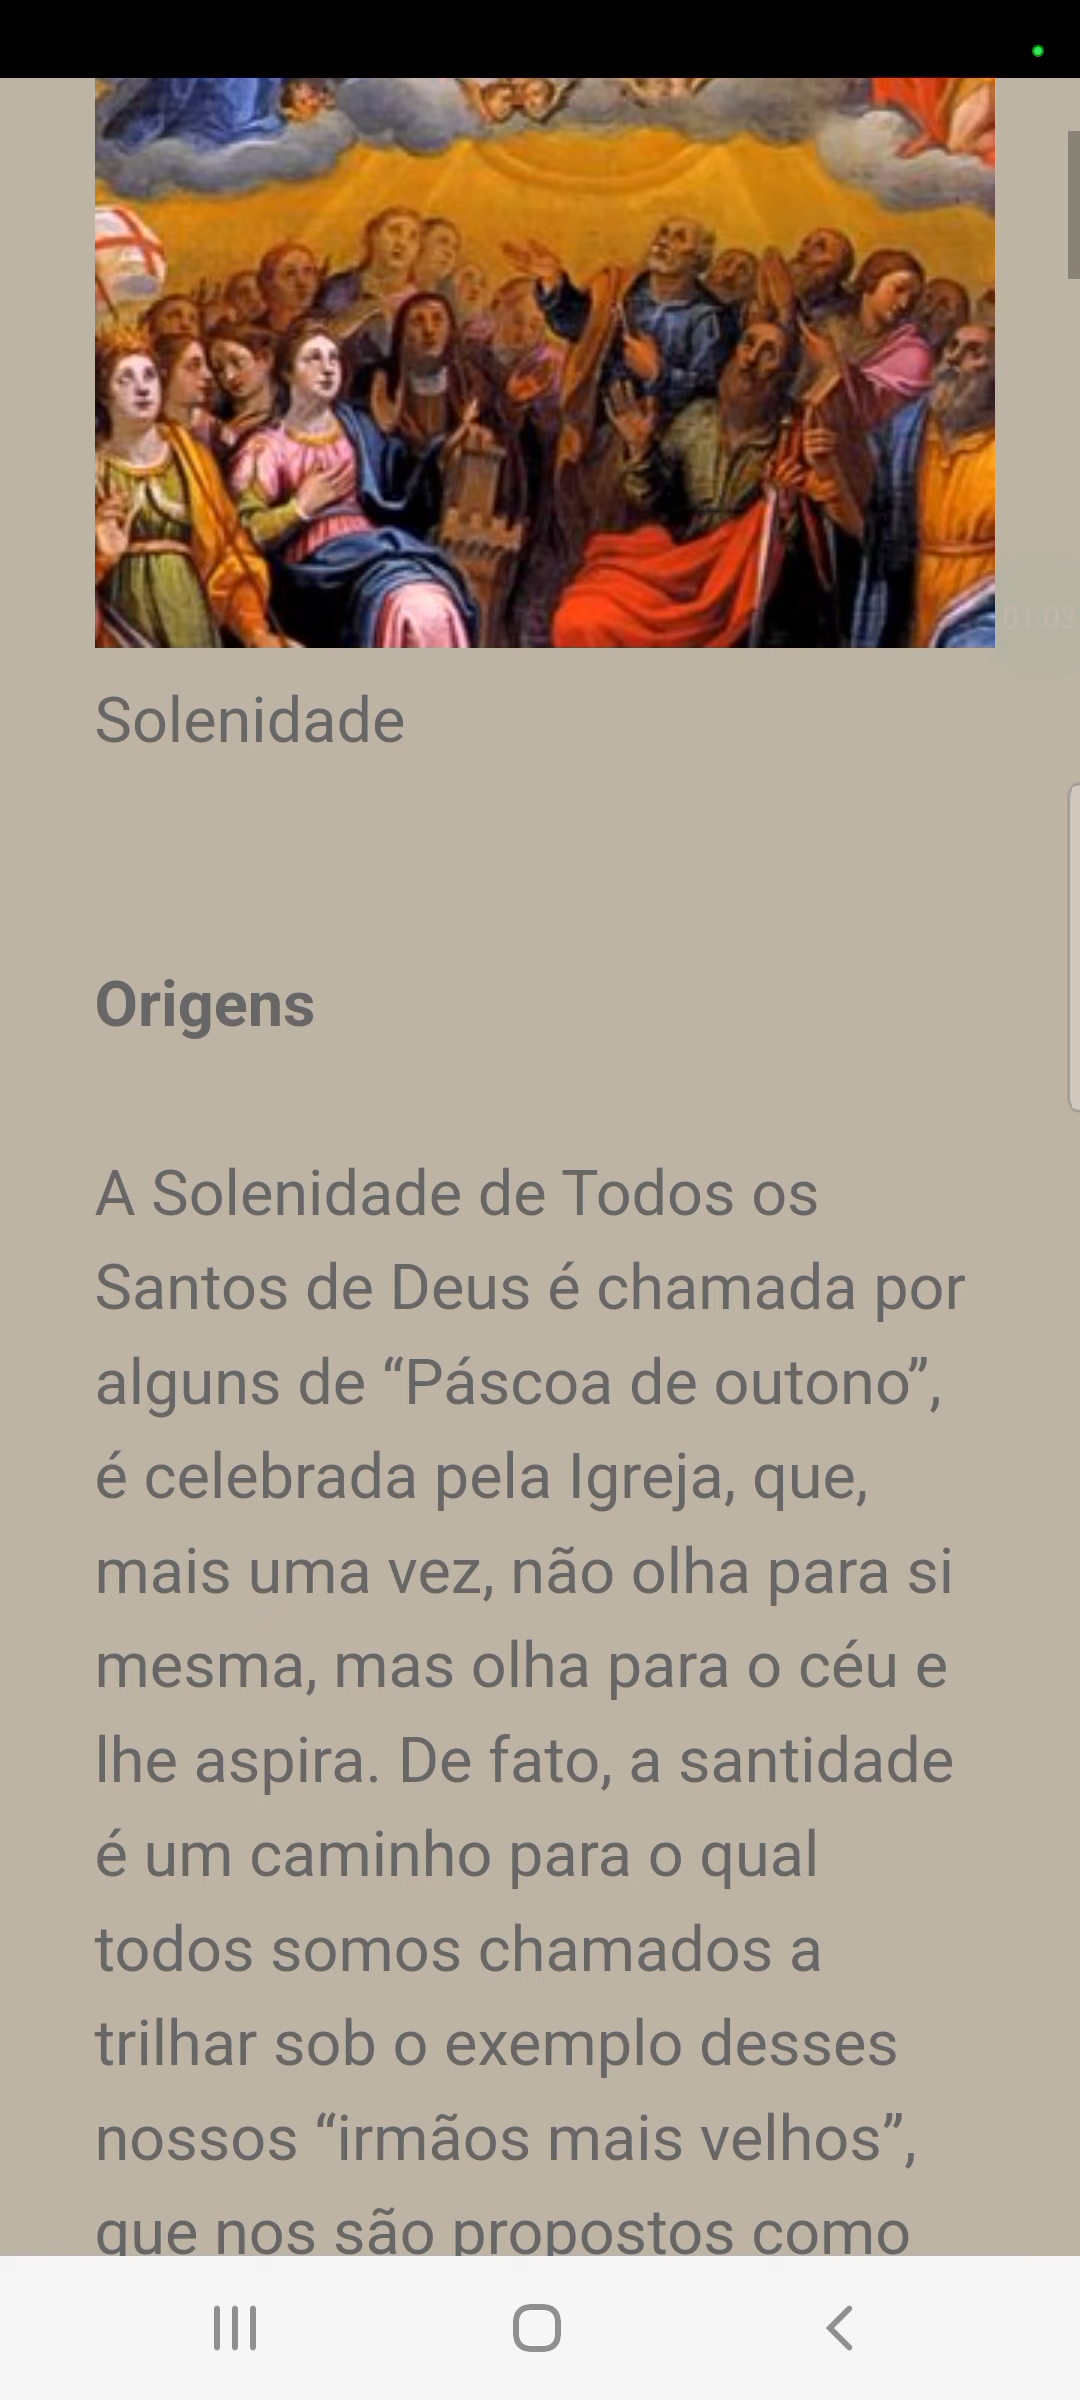 01:03
Solenidade
Origens
A Solenidade de Todos os
Santos de Deus é chamada por
alguns de “Páscoa de outono”,
é celebrada pela Igreja, que,
mais uma vez, não olha para si
mesma, mas olha para o céu e
lhe aspira. De fato, a santidade
é um caminho para o qual
todos somos chamados a
trilhar sob o exemplo desses
nossos “irmãos mais velhos”,
que nos são propostos como